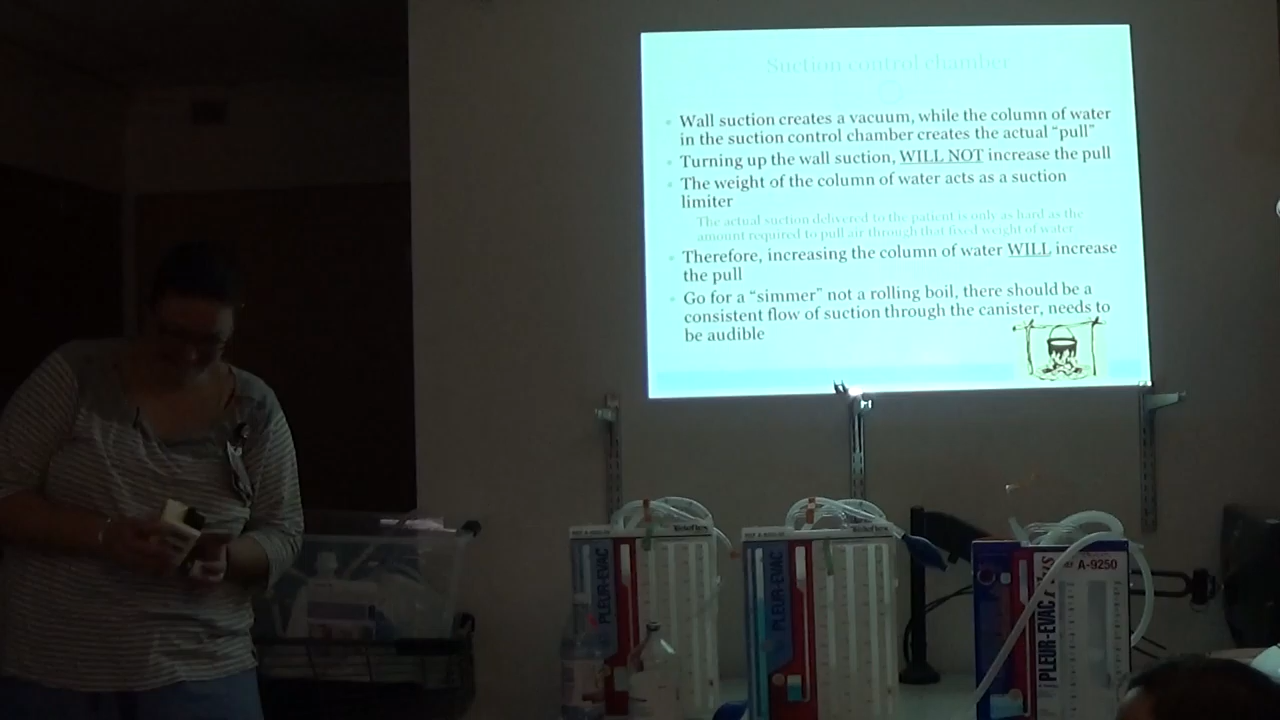 Suction control chamber
Wall suction creates a vacuum, while the column of water
in the suction control chamber creates the actual “pull”
Turning up the wall suction, WILL NOT increase the pull
The weight of the column of water acts as a suction
limiter
The actual suction delivered to the patient is only as hard as the
amount required to pull air through that fixed weight of water
Therefore, increasing the column of water WILL increase
the pull
Go for a “simmer” not a rolling boil, there should be a
consistent flow of suction through the canister, needs to
be audible
Teleflex
PLEUR-EVAC
Teleflex
PLEUR-EVAC
A-9250
PLEUR-EVAC Plus